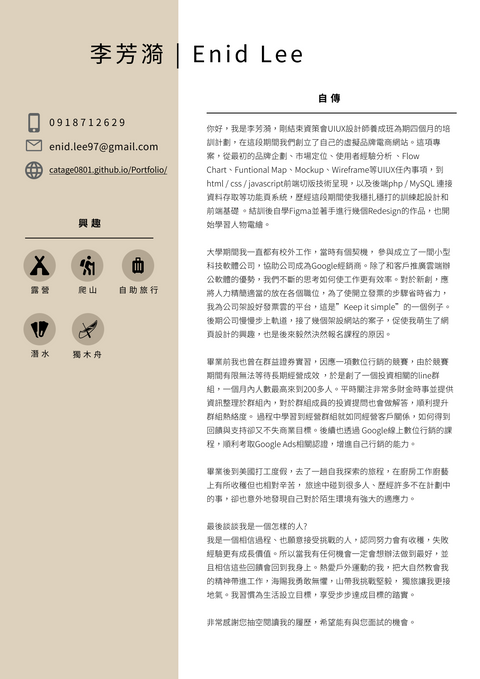 李芳漪 | Enid Lee
0918712629
enid.lee97@gmail.com
catage0801.github.io/Portfolio/
興趣
露營
爬山
自助旅行
潛水
獨木舟
自傳
你好，我是李芳漪，剛結束資策會UIUX設計師養成班為期四個月的培
訓計劃，在這段期間我們創立了自己的虛擬品牌電商網站。這項專
案，從最初的品牌企劃、市場定位、使用者經驗分析 、Flow
Chart、Funtional Map、Mockup、Wireframe等UIUX任內事項，到
html / css / javascript前端切版技術呈現，以及後端php / MySQL 連接
資料存取等功能頁系統，歷經這段期間使我穩扎穩打的訓練起設計和
前端基礎 。結訓後自學Figma並著手進行幾個Redesign的作品，也開
始學習人物電繪。
大學期間我一直都有校外工作，當時有個契機， 參與成立了一間小型
科技軟體公司，協助公司成為Google經銷商。除了和客戶推廣雲端辦
公軟體的優勢，我們不斷的思考如何使工作更有效率。對於新創，應
將人力精簡適當的放在各個職位，為了使開立發票的步驟省時省力，
我為公司架設好發票雲的平台，這是”Keep it simple”的一個例子。
後期公司慢慢步上軌道，接了幾個架設網站的案子，促使我萌生了網
頁設計的興趣，也是後來毅然決然報名課程的原因。
畢業前我也曾在群益證券實習，因應一項數位行銷的競賽，由於競賽
期間有限無法等待長期經營成效 ，於是創了一個投資相關的line群
組，一個月內人數最高來到200多人。平時關注非常多財金時事並提供
資訊整理於群組內，對於群組成員的投資提問也會做解答，順利提升
群組熱絡度。 過程中學習到經營群組就如同經營客戶關係，如何得到
回饋與支持卻又不失商業目標。後續也透過 Google線上數位行銷的課
程，順利考取Google Ads相關認證，增進自己行銷的能力。
畢業後到美國打工度假，去了一趟自我探索的旅程，在廚房工作廚藝
上有所收穫但也相對辛苦， 旅途中碰到很多人、歷經許多不在計劃中
的事，卻也意外地發現自己對於陌生環境有強大的適應力。
最後談談我是一個怎樣的人?
我是一個相信過程、也願意接受挑戰的人，認同努力會有收穫，失敗
經驗更有成長價值。所以當我有任何機會一定會想辦法做到最好，並
且相信這些回饋會回到我身上。熱愛戶外運動的我，把大自然教會我
的精神帶進工作，海賜我勇敢無懼，山帶我挑戰堅毅， 獨旅讓我更接
地氣。我習慣為生活設立目標，享受步步達成目標的踏實。
非常感謝您抽空閱讀我的履歷，希望能有與您面試的機會。